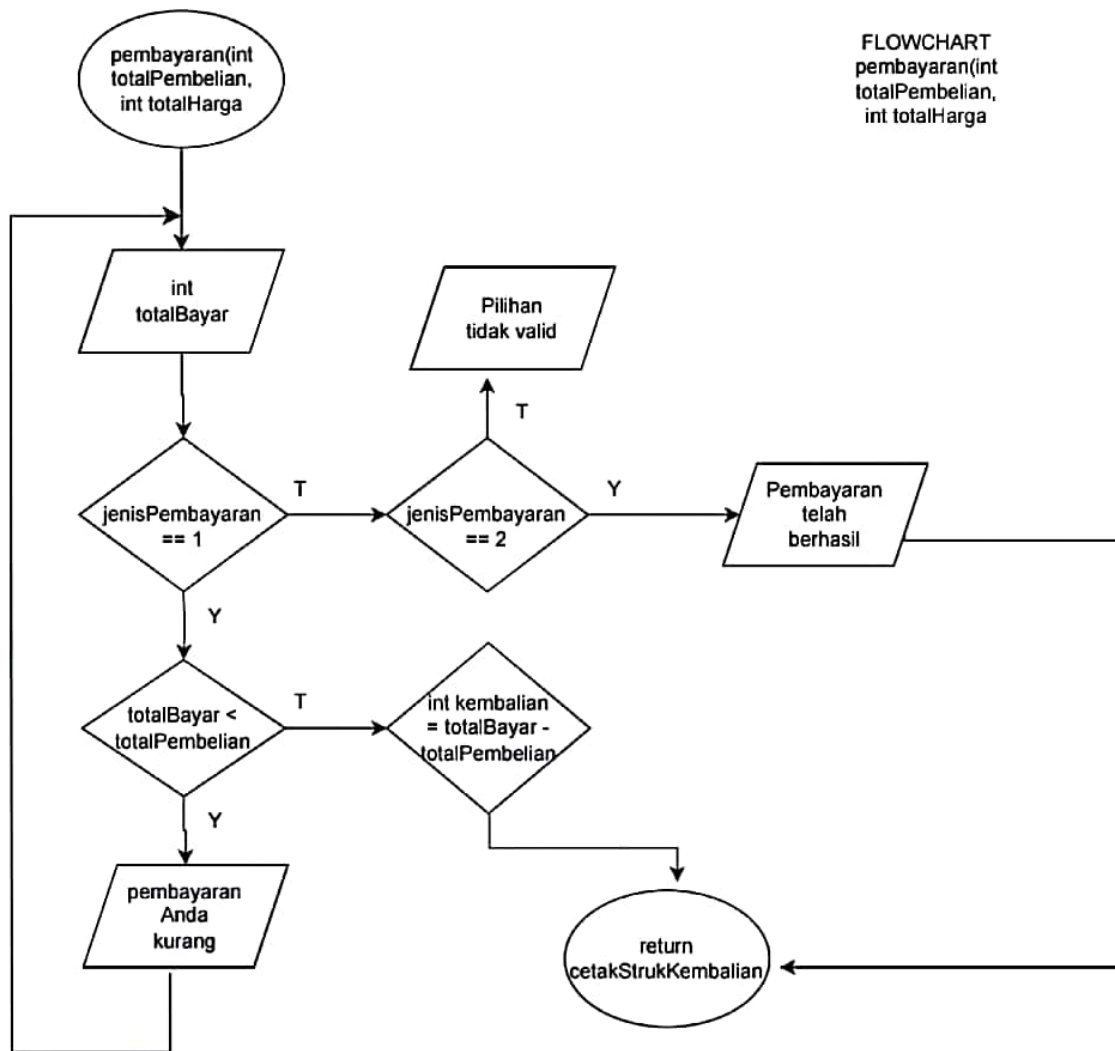 pembayaran(int
totalPembelian,
int totalHarga
FLOWCHART
pembayaran(int
totalPembelian,
int totalHarga
int
totalBayar
Pilihan
tidak valid
T
jenisPembayaran
== 1
T
jenisPembayaran
== 2
Y
Pembayaran
telah
berhasil
Y
totalBayar <
totalPembelian
T
int kembalian
= totalBayar -
totalPembelian
Y
pembayaran
Anda
kurang
return
cetakStrukKembalian